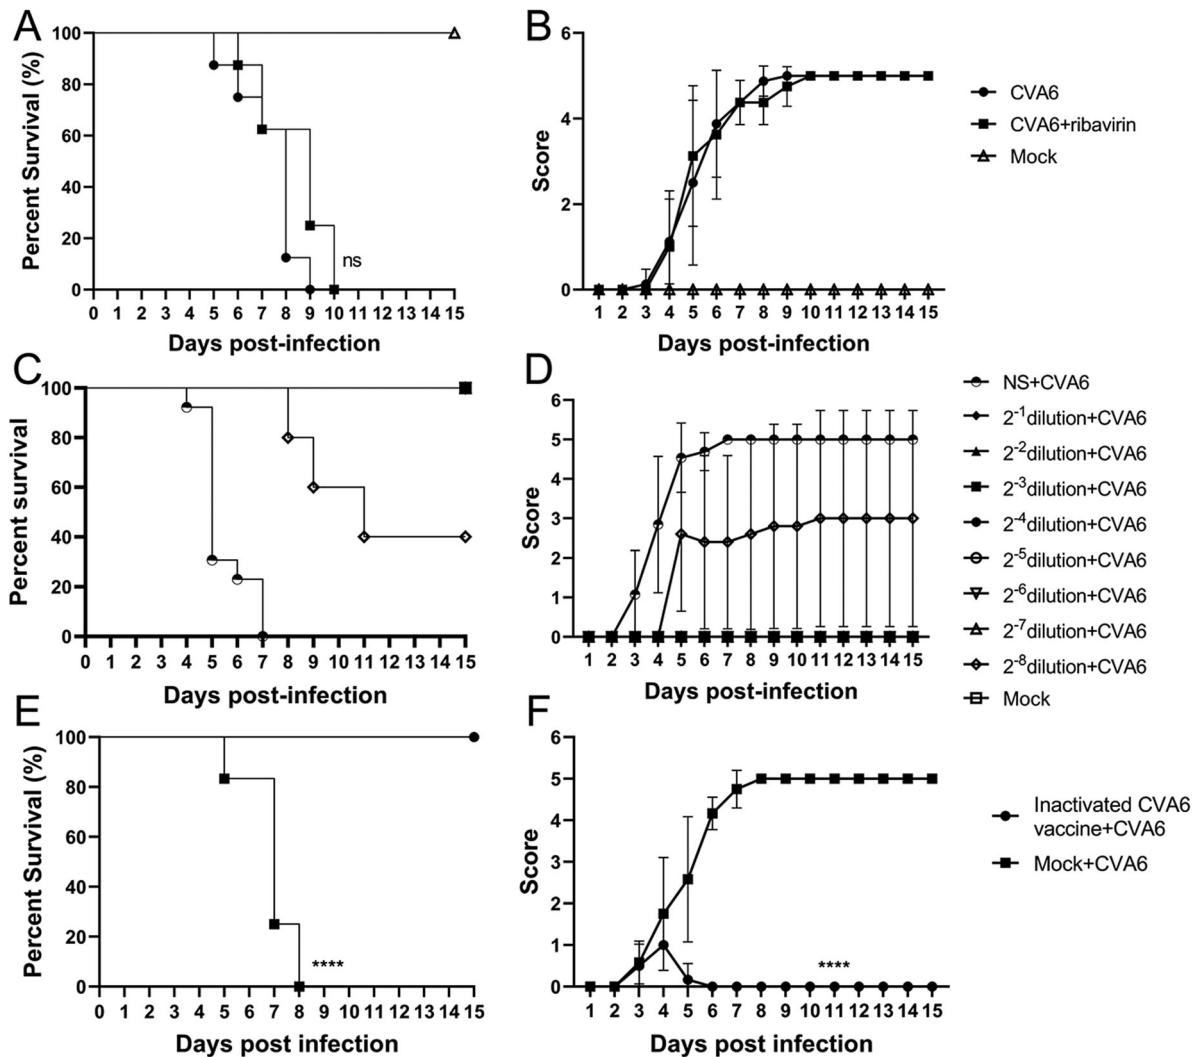 A
B
100
80
60
40
20
0
Percent Survival (%)
ns
0 1 2 3 4 5 6 7 8 9 10 11 12 13 14 15
Days post-infection
6
4
2
0
Score
1 2 3 4 5 6 7 8 9 10 11 12 13 14 15
Days post-infection
CVA6
CVA6+ribavirin
Mock
C
D
100
80
60
40
20
0
Percent survival
0 1 2 3 4 5 6 7 8 9 10 11 12 13 14 15
Days post-infection
6
5
4
3
2
1
0
Score
1 2 3 4 5 6 7 8 9 10 11 12 13 14 15
Days post-infection
NS+CVA6
2⁻¹dilution+CVA6
2⁻²dilution+CVA6
2⁻³dilution+CVA6
2⁻⁴dilution+CVA6
2⁻⁵dilution+CVA6
2⁻⁶dilution+CVA6
2⁻⁷dilution+CVA6
2⁻⁸dilution+CVA6
Mock
E
F
100
80
60
40
20
0
Percent Survival (%)
****
0 1 2 3 4 5 6 7 8 9 10 11 12 13 14 15
Days post infection
6
5
4
3
2
1
0
Score
****
1 2 3 4 5 6 7 8 9 10 11 12 13 14 15
Days post infection
Inactivated CVA6
vaccine+CVA6
Mock+CVA6